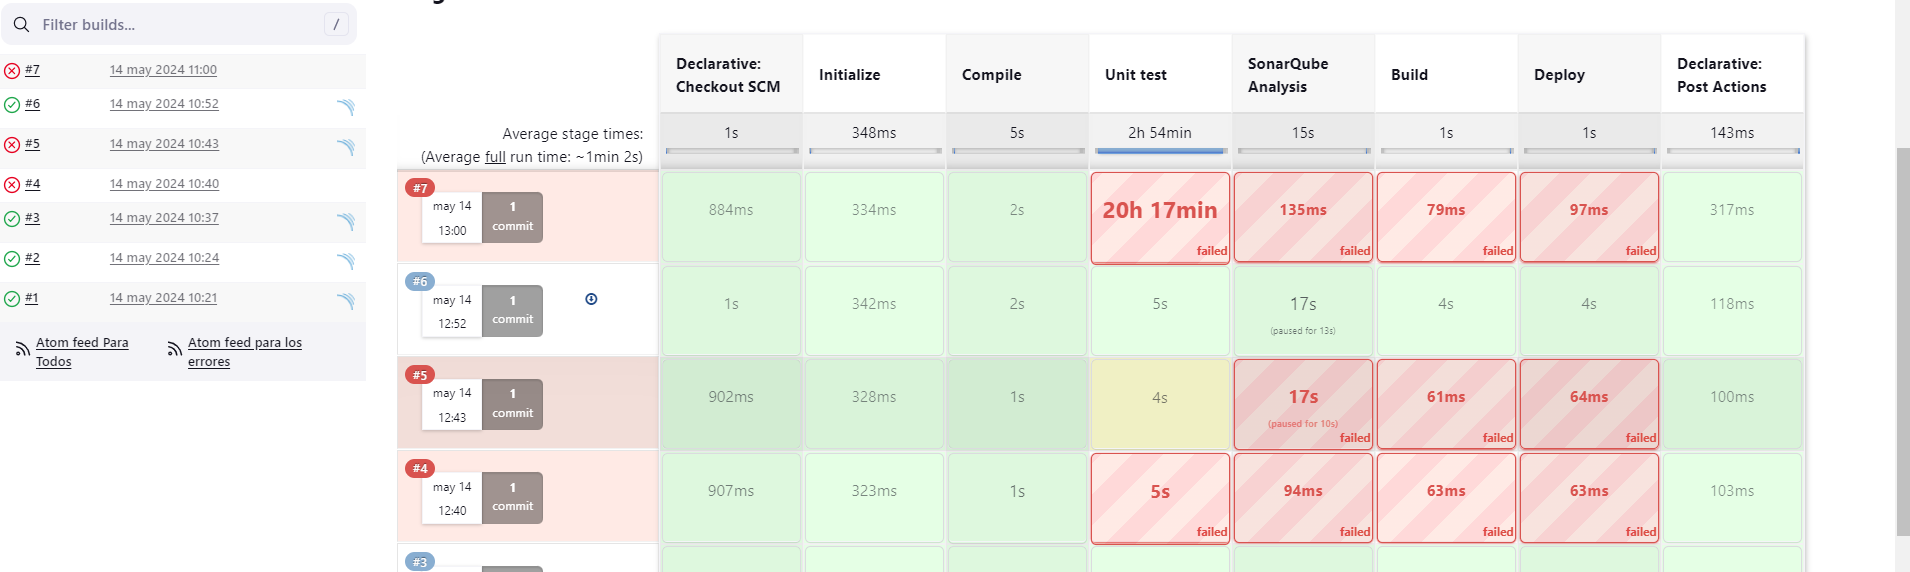 Filter builds...
/
#7
14 may 2024 11:00
#6
14 may 2024 10:52
#5
14 may 2024 10:43
#4
14 may 2024 10:40
#3
14 may 2024 10:37
#2
14 may 2024 10:24
#1
14 may 2024 10:21
Atom feed Para
Todos
Atom feed para los
errores
Declarative:
Checkout SCM
Initialize
Compile
Unit test
SonarQube
Analysis
Build
Deploy
Declarative:
Post Actions
Average stage times:
(Average full run time: ~1min 2s)
1s
348ms
5s
2h 54min
15s
1s
1s
143ms
#7
may 14
13:00
1
commit
884ms
334ms
2s
20h 17min
failed
135ms
failed
79ms
failed
97ms
failed
317ms
#6
may 14
12:52
1
commit
1s
342ms
2s
5s
17s
(paused for 13s)
4s
4s
118ms
#5
may 14
12:43
1
commit
902ms
328ms
1s
4s
17s
(paused for 10s)
failed
61ms
failed
64ms
failed
100ms
#4
may 14
12:40
1
commit
907ms
323ms
1s
5s
failed
94ms
failed
63ms
failed
63ms
failed
103ms
#3